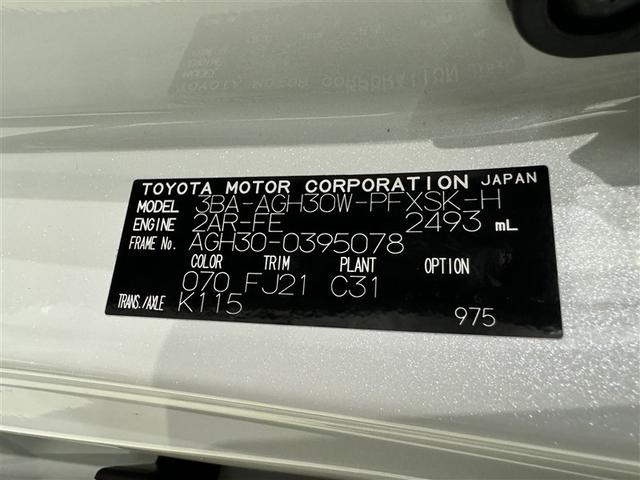 TOYOTA MOTOR CORPORATION JAPAN
MODEL 3BA-AGH30W-PFXSK-H
ENGINE 2AR-FE 2493 mL
FRAME No. AGH30-0395078
COLOR TRIM PLANT OPTION
070 FJ21 C31
TRANS./AXLE K115
975